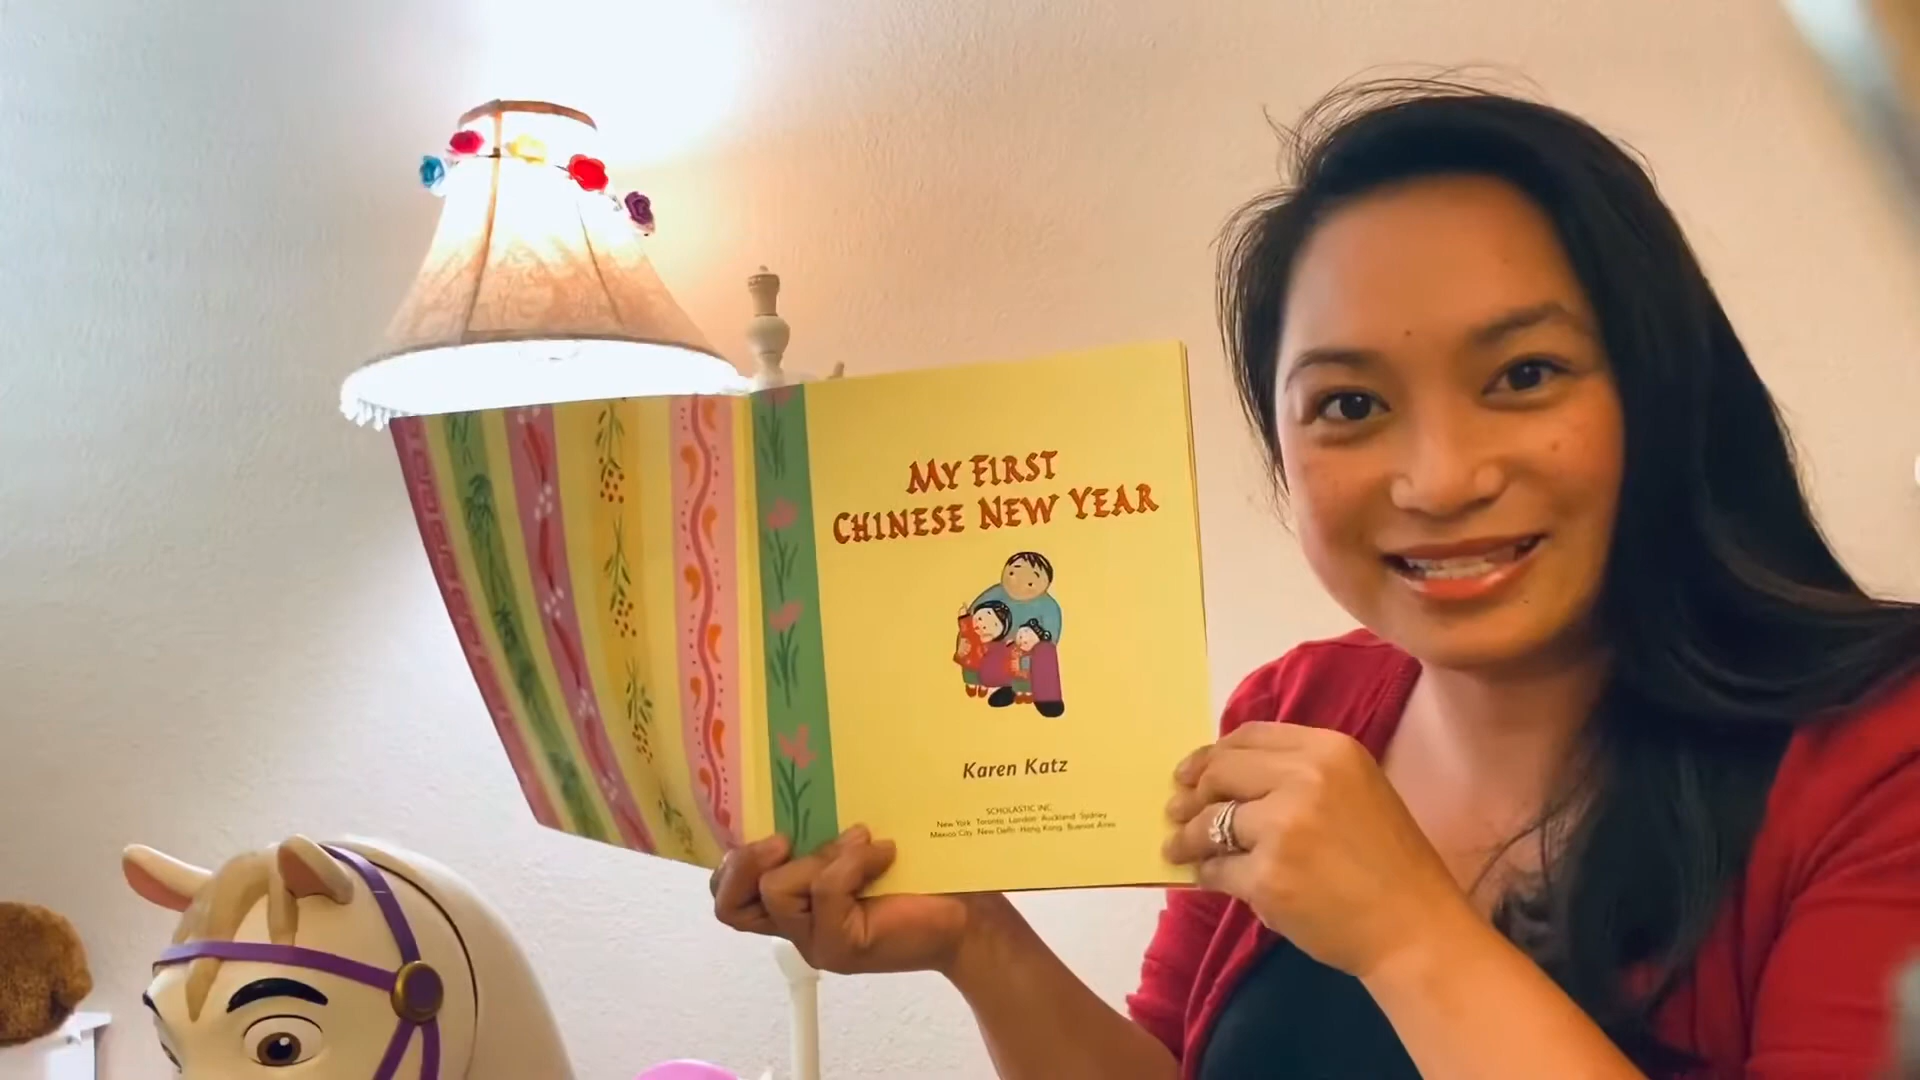 MY FIRST
CHINESE NEW YEAR
Karen Katz
SCHOLASTIC INC.
New York Toronto London Auckland Sydney
Mexico City New Delhi Hong Kong Buenos Aires